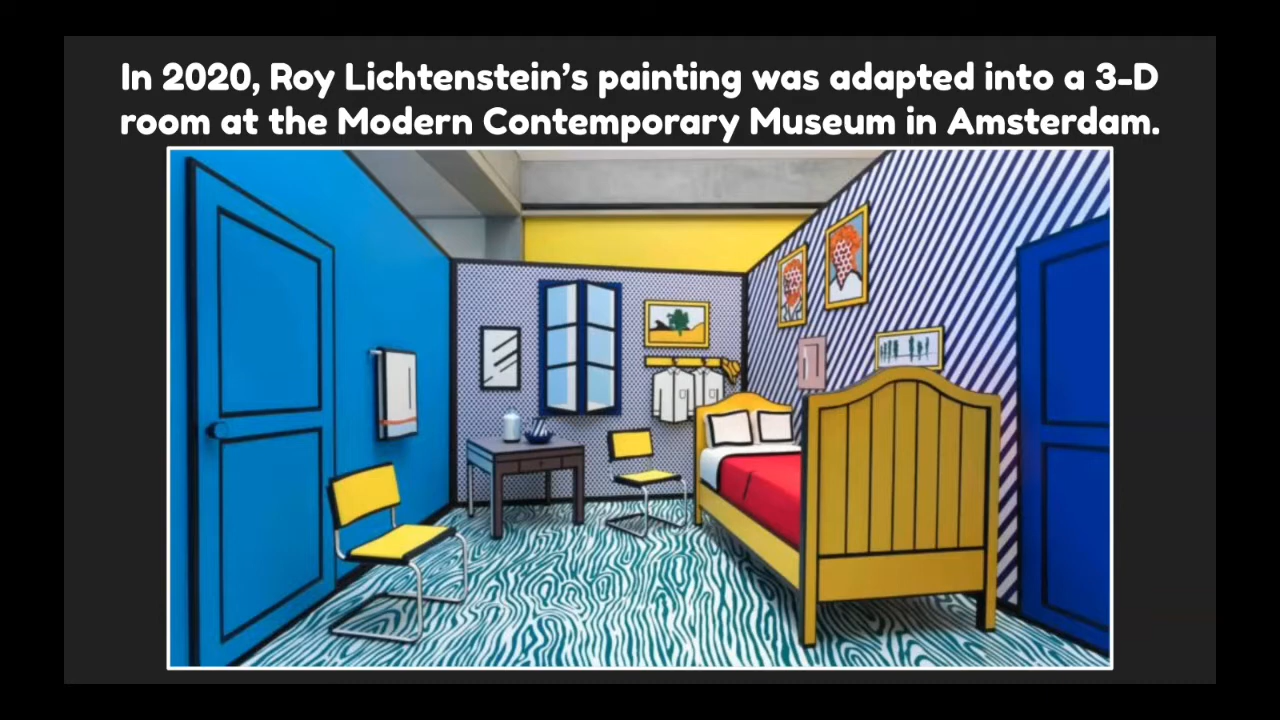 In 2020, Roy Lichtenstein’s painting was adapted into a 3-D
room at the Modern Contemporary Museum in Amsterdam.